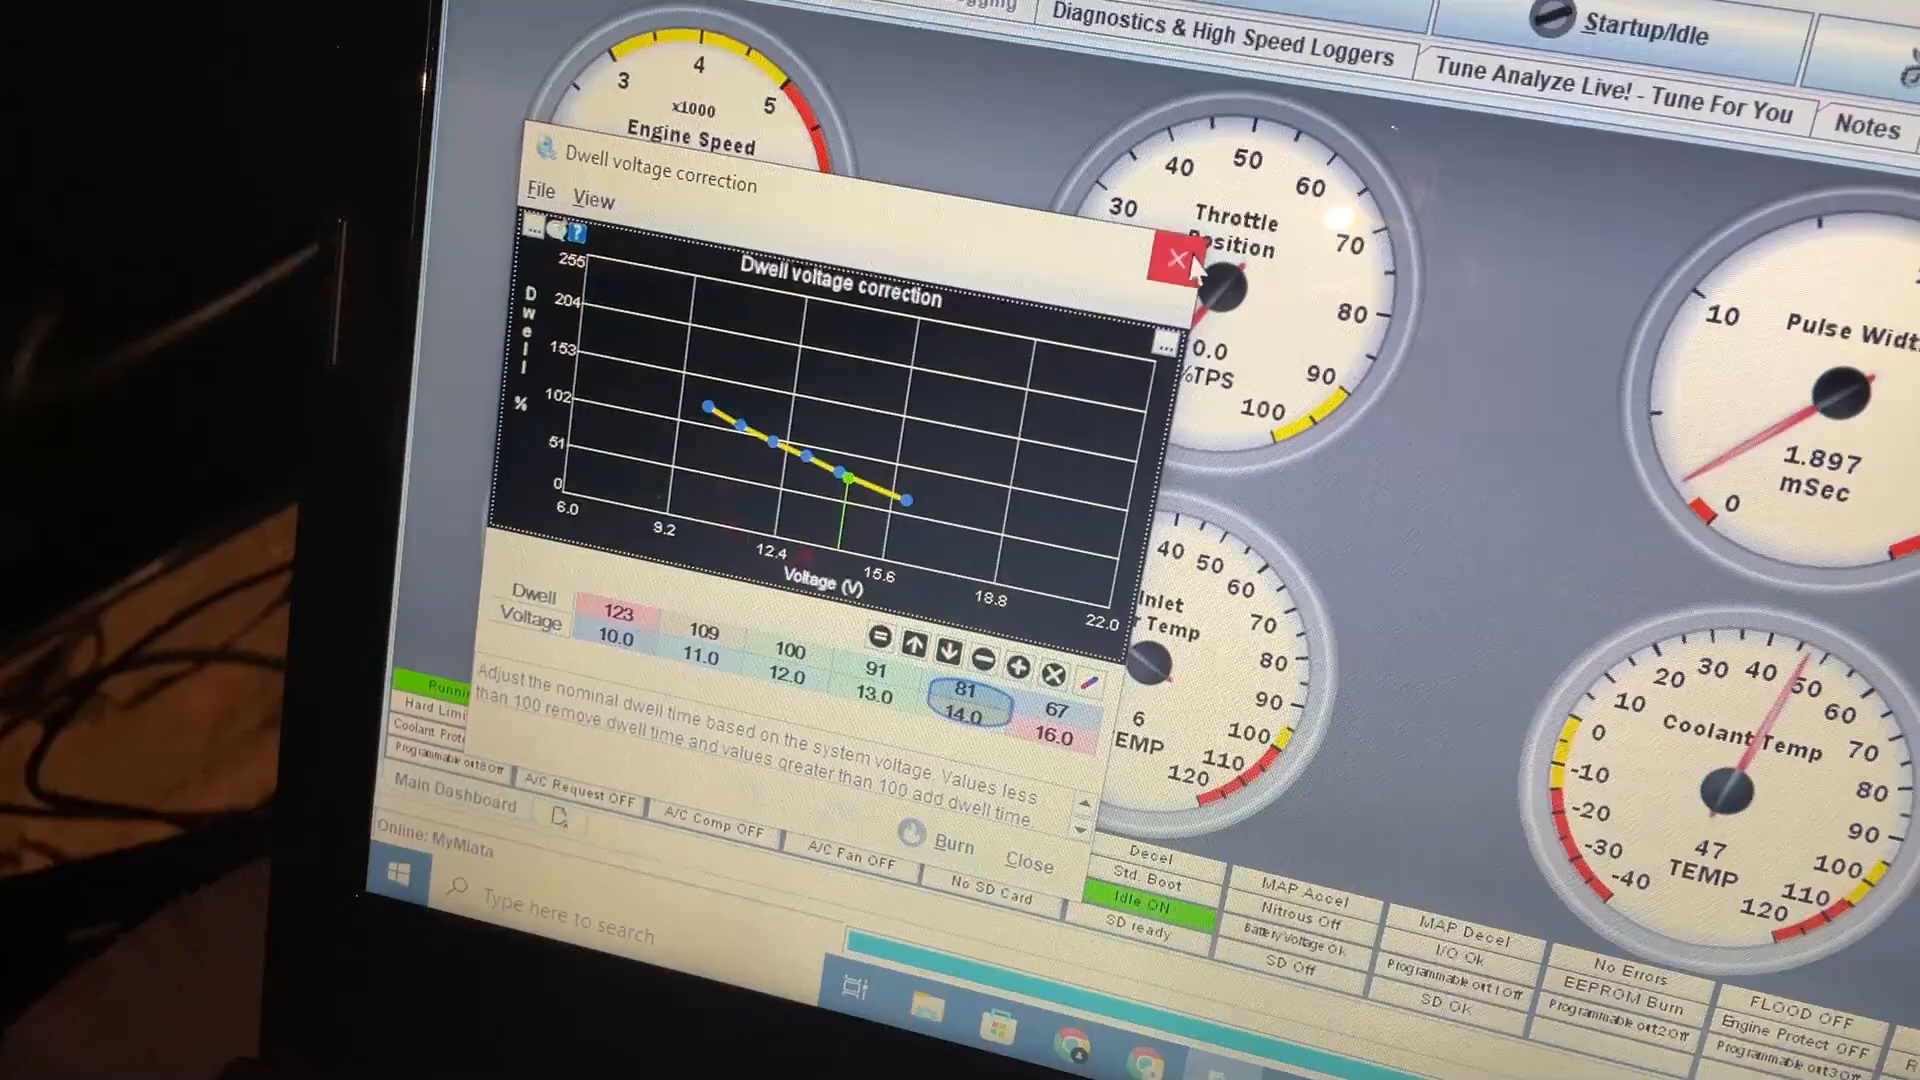 Diagnostics & High Speed Loggers
Startup/Idle
Tune Analyze Live! - Tune For You
Notes
3
4
5
x1000
Engine Speed
30
40
50
60
70
80
90
100
Throttle
0.0
%TPS
10
0
1.897
mSec
Dwell voltage correction
File View
Dwell voltage correction
Dwell %
255
204
153
102
51
0
6.0
9.2
12.4
15.6
18.8
22.0
Voltage (V)
Dwell 123 109 100 91 81 67
Voltage 10.0 11.0 12.0 13.0 14.0 16.0
Adjust the nominal dwell time based on the system voltage. Values less
than 100 remove dwell time and values greater than 100 add dwell time.
Burn
Close
40
50
60
70
80
90
100
110
120
Inlet
Temp
6
-40
-30
-20
-10
0
10
20
30
40
50
60
70
80
90
100
110
120
Coolant Temp
47
TEMP
Main Dashboard
Online: MyMiata
A/C Request OFF
A/C Comp OFF
A/C Fan OFF
No SD Card
Decel
Std. Boot
Idle ON
SD ready
MAP Accel
Nitrous Off
Battery Voltage Ok
SD Off
MAP Decel
I/O Ok
Programmable out1 Off
SD OK
No Errors
EEPROM Burn
Programmable out2 Off
FLOOD OFF
Engine Protect OFF
Programmable out3 Off
Type here to search